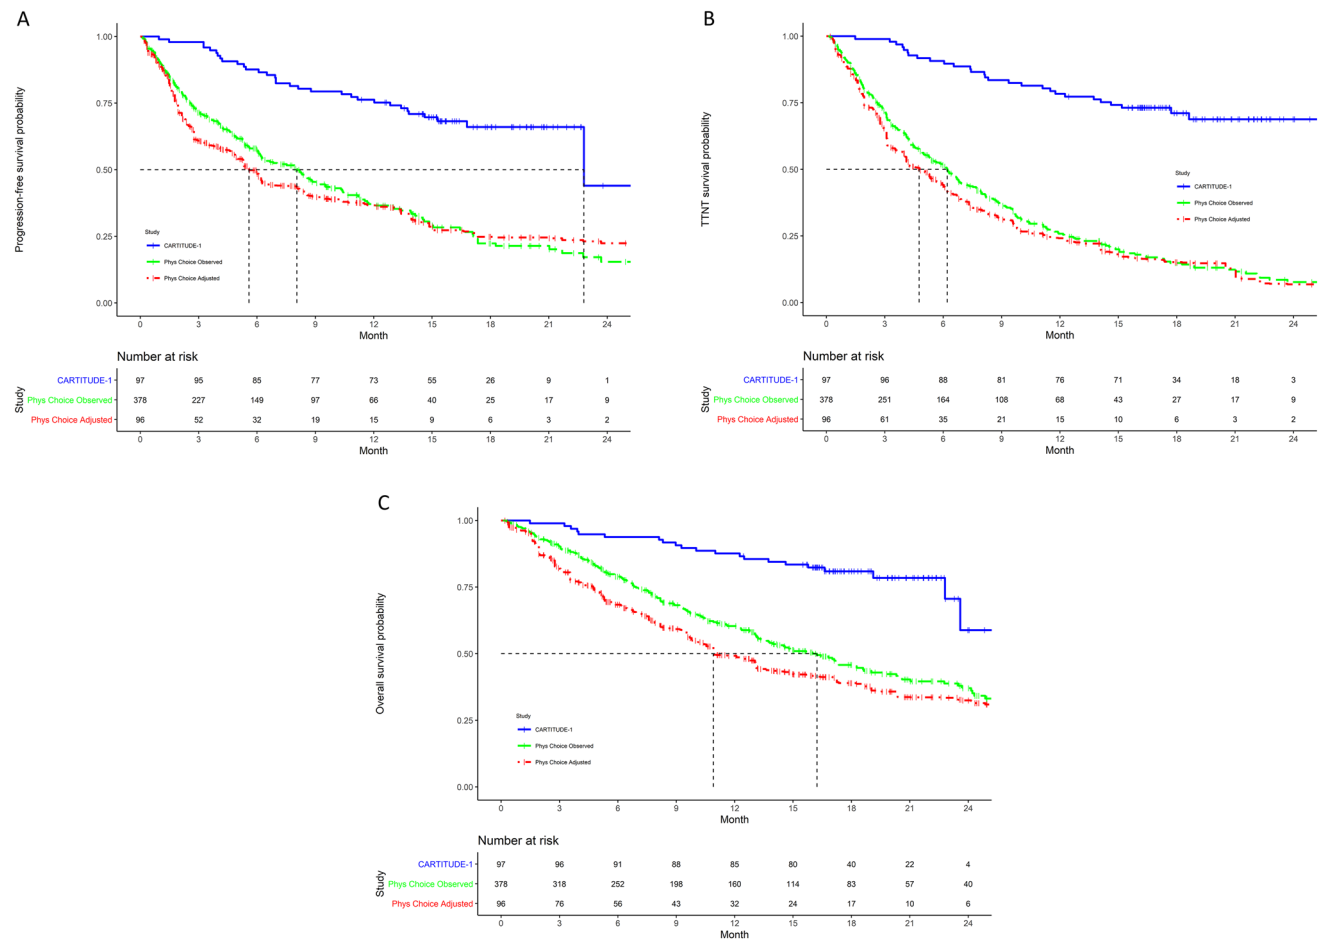 A
Progression-free survival probability
1.00
0.75
0.50
0.25
0.00
Study
CARTITUDE-1
Phys Choice Observed
Phys Choice Adjusted
0 3 6 9 12 15 18 21 24
Month
Number at risk
Study
CARTITUDE-1 97 95 85 77 73 55 26 9 1
Phys Choice Observed 378 227 149 97 66 40 25 17 9
Phys Choice Adjusted 96 52 32 19 15 9 6 3 2
0 3 6 9 12 15 18 21 24
Month
B
TTNT survival probability
1.00
0.75
0.50
0.25
0.00
Study
CARTITUDE-1
Phys Choice Observed
Phys Choice Adjusted
0 3 6 9 12 15 18 21 24
Month
Number at risk
Study
CARTITUDE-1 97 96 88 81 76 71 34 18 3
Phys Choice Observed 378 251 164 108 68 43 27 17 9
Phys Choice Adjusted 96 61 35 21 15 10 6 3 2
0 3 6 9 12 15 18 21 24
Month
C
Overall survival probability
1.00
0.75
0.50
0.25
0.00
Study
CARTITUDE-1
Phys Choice Observed
Phys Choice Adjusted
0 3 6 9 12 15 18 21 24
Month
Number at risk
Study
CARTITUDE-1 97 96 91 88 85 80 40 22 4
Phys Choice Observed 378 318 252 198 160 114 83 57 40
Phys Choice Adjusted 96 76 56 43 32 24 17 10 6
0 3 6 9 12 15 18 21 24
Month